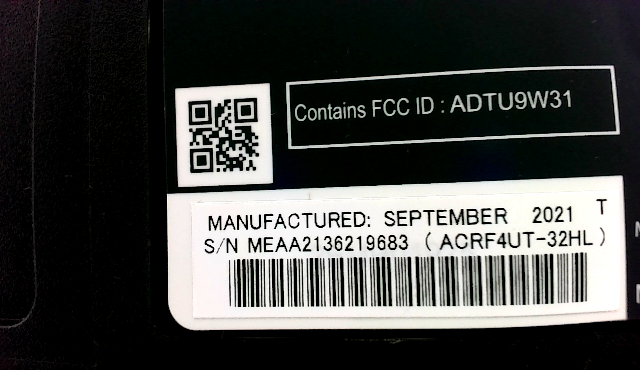 Contains FCC ID : ADTU9W31
MANUFACTURED: SEPTEMBER 2021 T
S/N MEAA2136219683 ( ACRF4UT-32HL )